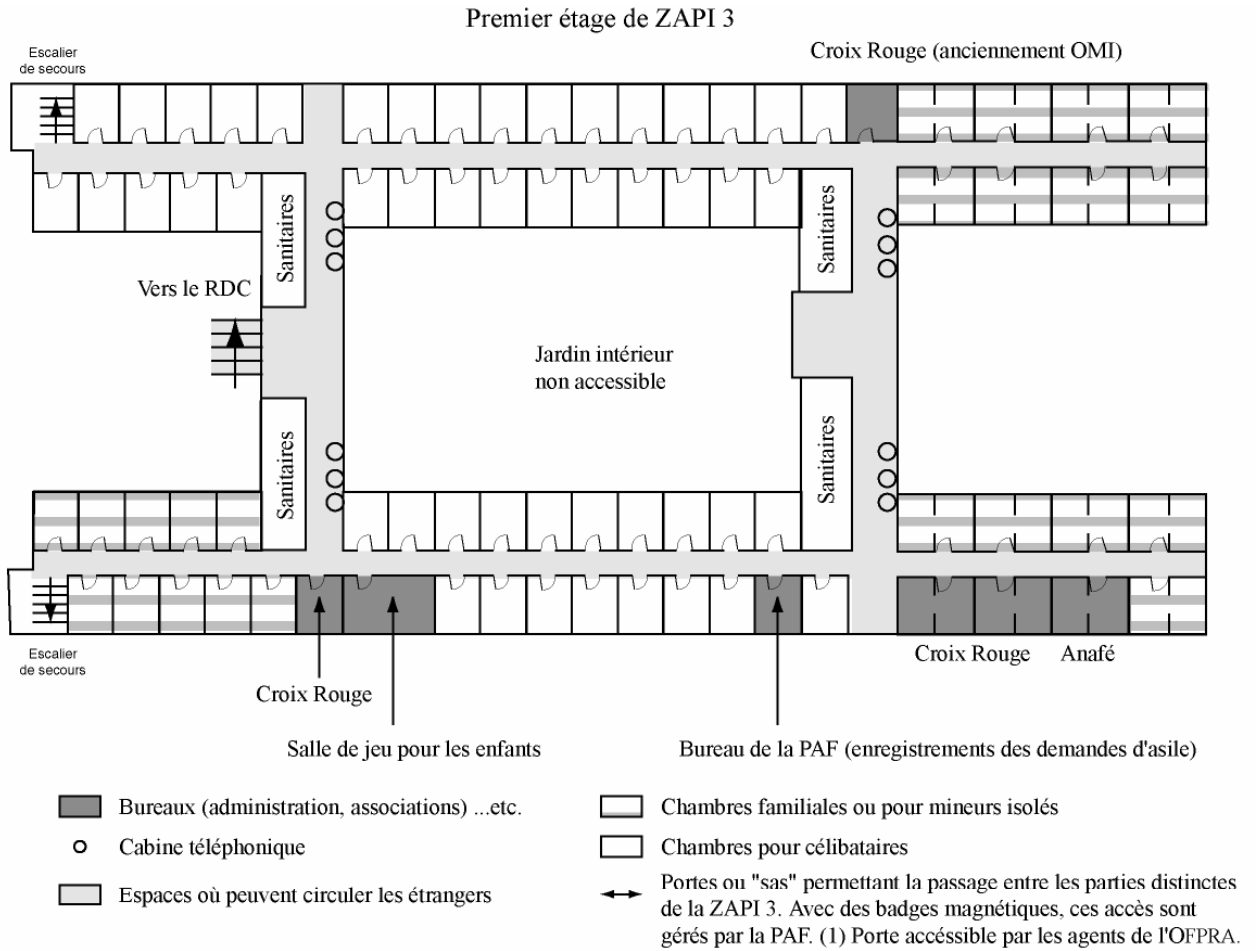 Premier étage de ZAPI 3
Escalier
de secours
Croix Rouge (anciennement OMI)
Sanitaires
Sanitaires
Vers le RDC
Jardin intérieur
non accessible
Sanitaires
Sanitaires
Escalier
de secours
Croix Rouge
Anafé
Croix Rouge
Salle de jeu pour les enfants
Bureau de la PAF (enregistrements des demandes d'asile)
Bureaux (administration, associations) ...etc.
Cabine téléphonique
Espaces où peuvent circuler les étrangers
Chambres familiales ou pour mineurs isolés
Chambres pour célibataires
Portes ou "sas" permettant la passage entre les parties distinctes
de la ZAPI 3. Avec des badges magnétiques, ces accès sont
gérés par la PAF. (1) Porte accéssible par les agents de l'OFPRA.